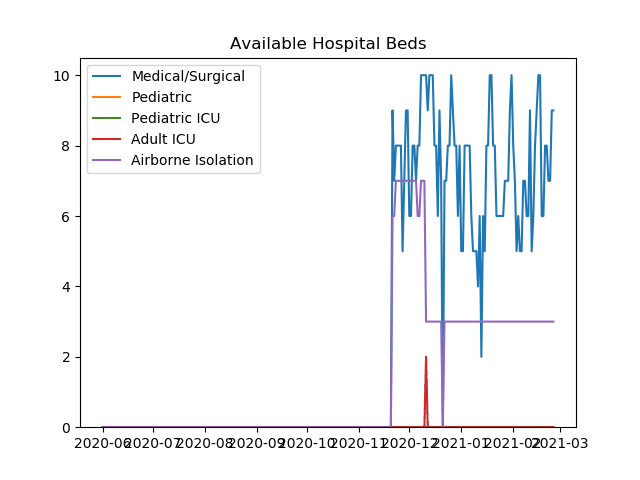 Available Hospital Beds
10
8
6
4
2
0
Medical/Surgical
Pediatric
Pediatric ICU
Adult ICU
Airborne Isolation
2020-06 2020-07 2020-08 2020-09 2020-10 2020-11 2020-12 2021-01 2021-02 2021-03